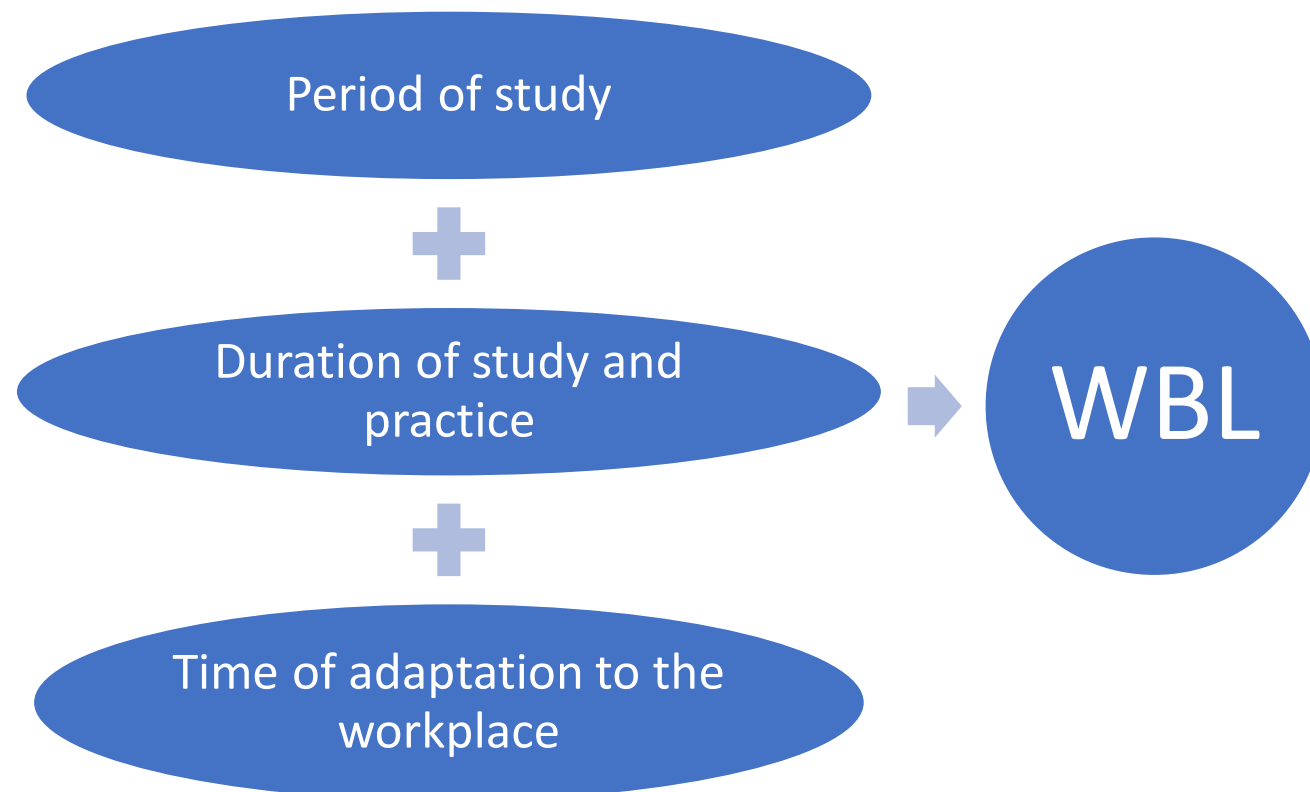 Period of study
Duration of study and
practice
Time of adaptation to the
workplace
WBL